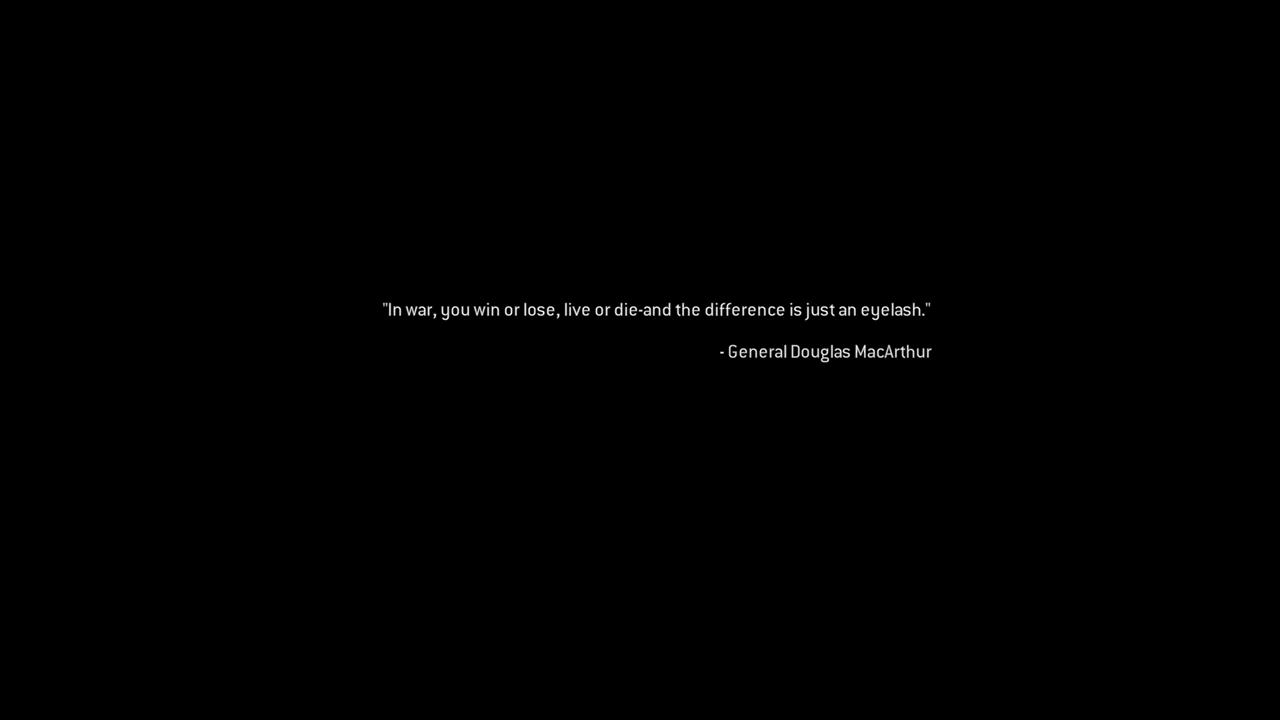 "In war, you win or lose, live or die-and the difference is just an eyelash."
- General Douglas MacArthur